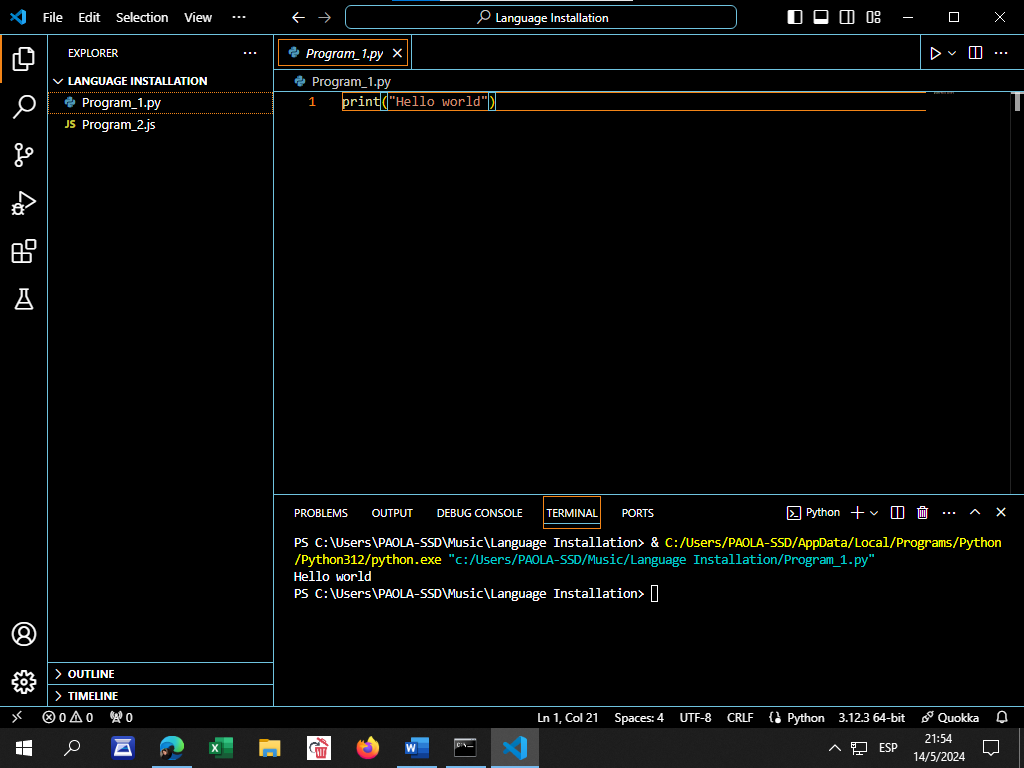 File Edit Selection View ··· Language Installation
EXPLORER ···
LANGUAGE INSTALLATION
Program_1.py
JS Program_2.js
OUTLINE
TIMELINE
Program_1.py
Program_1.py
1 print("Hello world")
PROBLEMS OUTPUT DEBUG CONSOLE TERMINAL PORTS Python
PS C:\Users\PAOLA-SSD\Music\Language Installation> & C:/Users/PAOLA-SSD/AppData/Local/Programs/Python
/Python312/python.exe "c:/Users/PAOLA-SSD/Music/Language Installation/Program_1.py"
Hello world
PS C:\Users\PAOLA-SSD\Music\Language Installation>
0 0 0 Ln 1, Col 21 Spaces: 4 UTF-8 CRLF Python 3.12.3 64-bit Quokka
ESP 21:54
14/5/2024